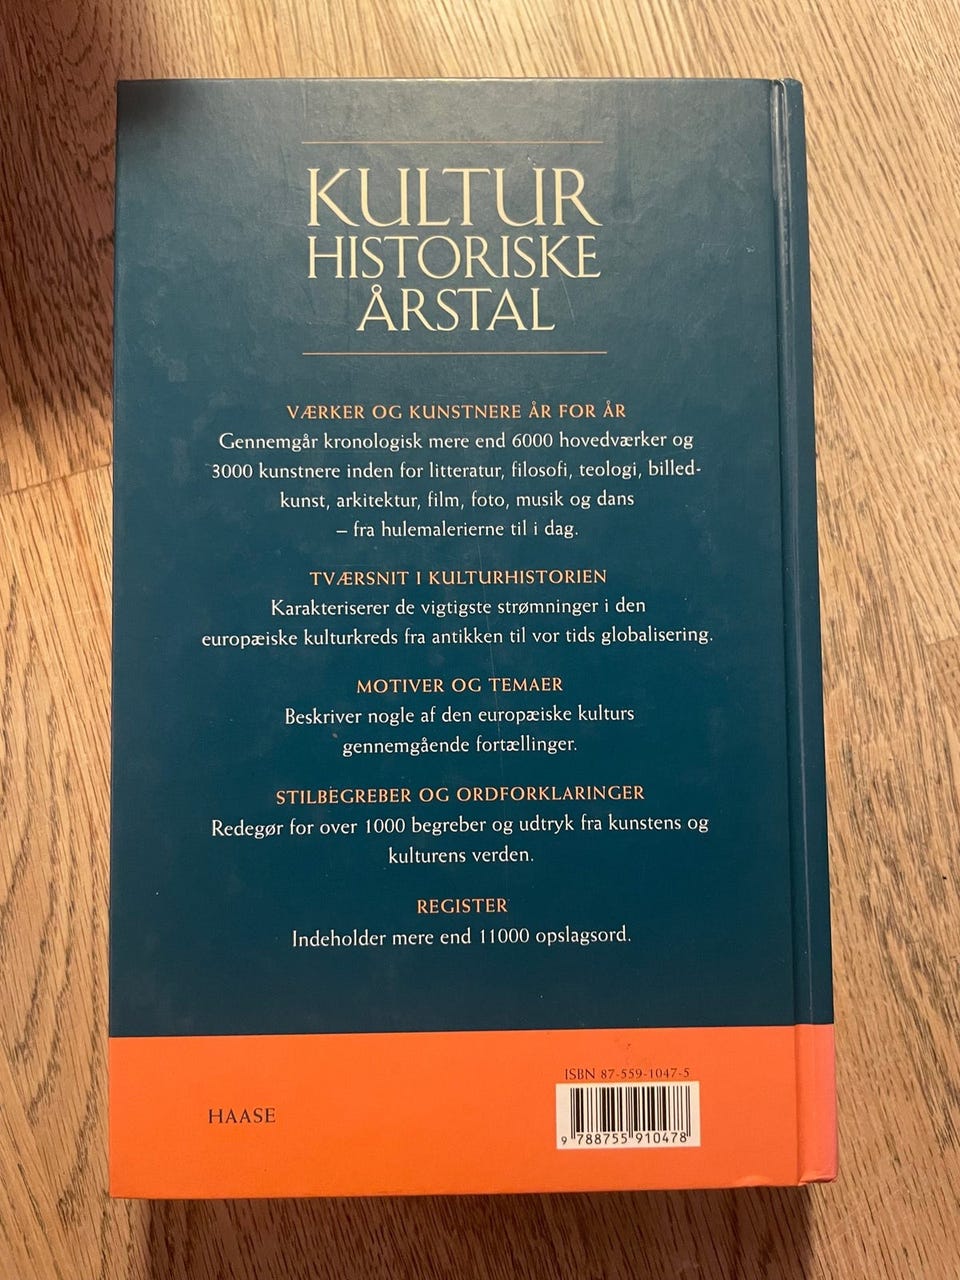 KULTUR
HISTORISKE
ÅRSTAL
VÆRKER OG KUNSTNERE ÅR FOR ÅR
Gennemgår kronologisk mere end 6000 hovedværker og
3000 kunstnere inden for litteratur, filosofi, teologi, billed-
kunst, arkitektur, film, foto, musik og dans
– fra hulemalerierne til i dag.
TVÆRSNIT I KULTURHISTORIEN
Karakteriserer de vigtigste strømninger i den
europæiske kulturkreds fra antikken til vor tids globalisering.
MOTIVER OG TEMAER
Beskriver nogle af den europæiske kulturs
gennemgående fortællinger.
STILBEGREBER OG ORDFORKLARINGER
Redegør for over 1000 begreber og udtryk fra kunstens og
kulturens verden.
REGISTER
Indeholder mere end 11000 opslagsord.
ISBN 87-559-1047-5
HAASE
9 788755 910478